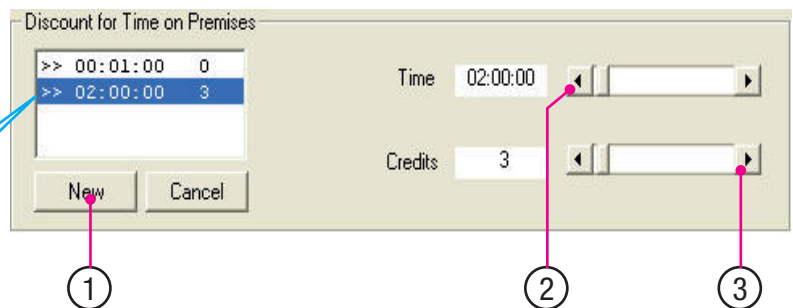 Discount for Time on Premises
>> 00:01:00 0
>> 02:00:00 3
Time 02:00:00
Credits 3
New Cancel
1 2 3